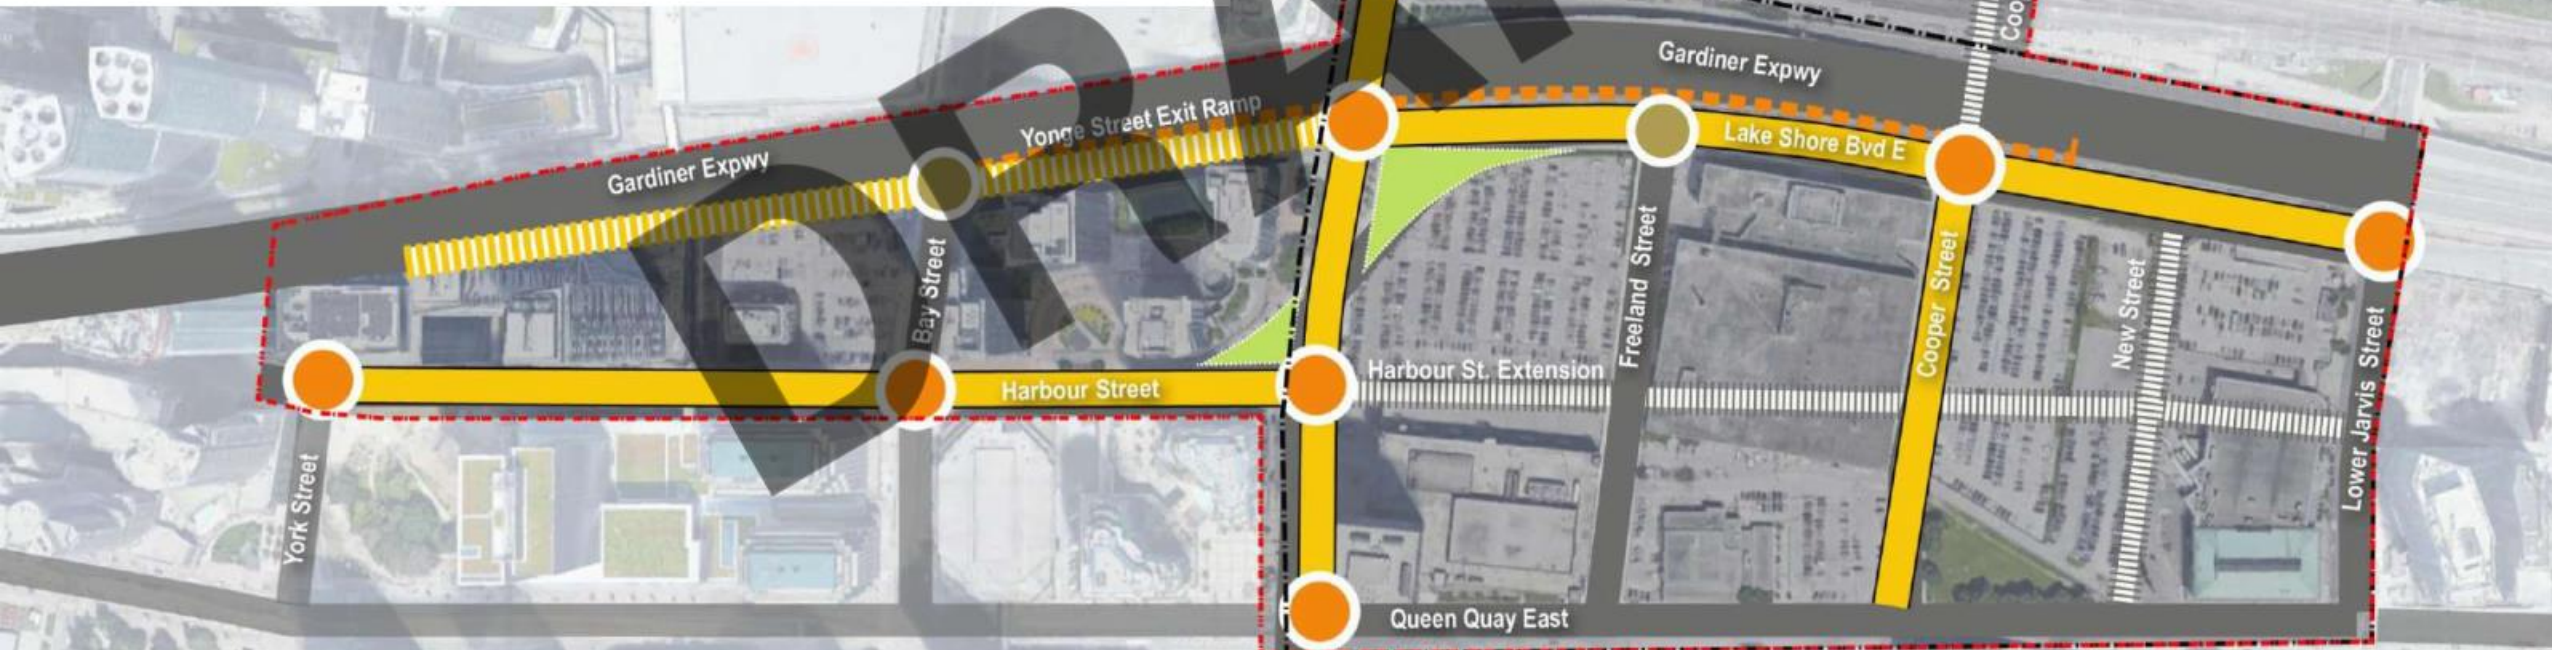 Coo
Gardiner Expwy
Yonge Street Exit Ramp
Gardiner Expwy
Lake Shore Bvd E
Bay Street
Freeland Street
Cooper Street
New Street
Harbour St. Extension
Harbour Street
Lower Jarvis Street
York Street
Queen Quay East
DRA